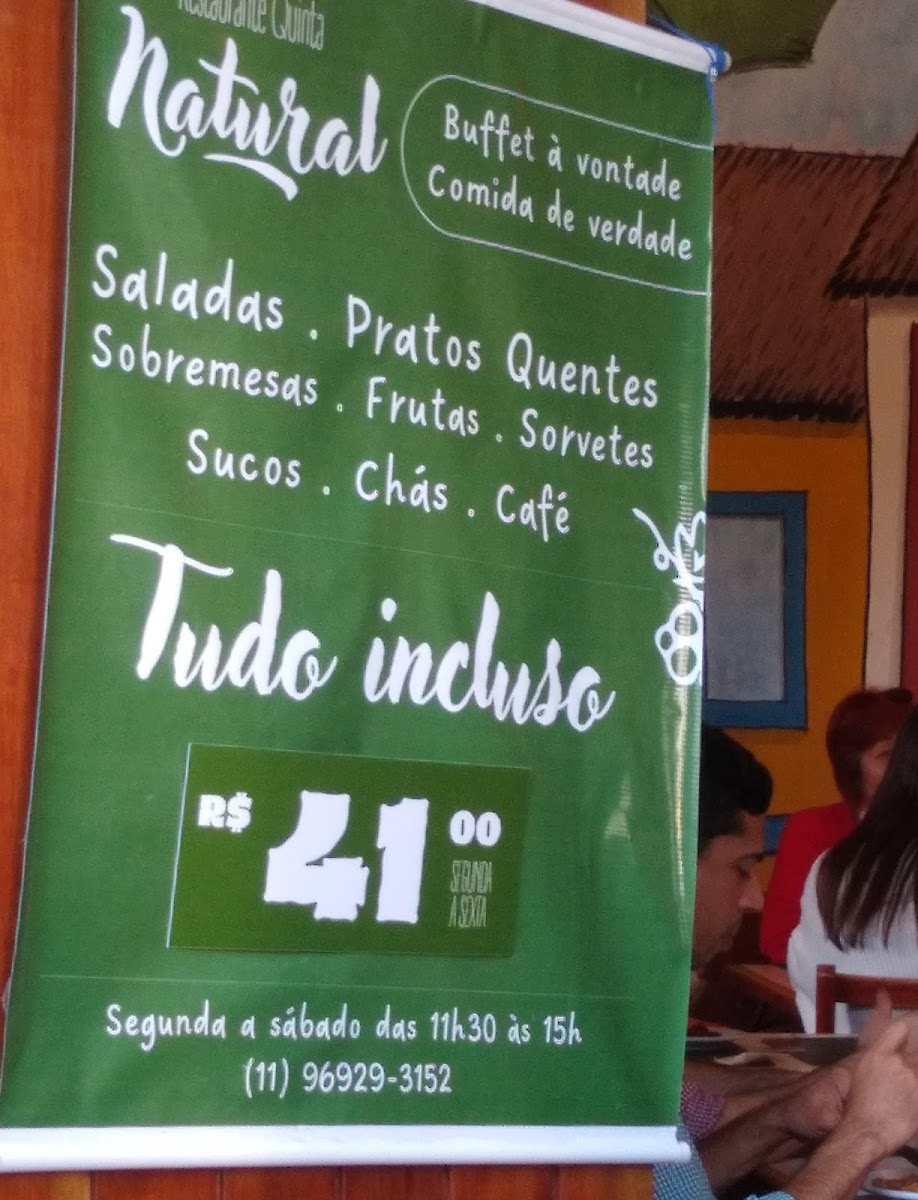 Restaurante Quinta
Natural
Buffet à vontade
Comida de verdade
Saladas . Pratos Quentes
Sobremesas . Frutas . Sorvetes
Sucos . Chás . Café
Tudo incluso
R$ 41 00
SEGUNDA
A SEXTA
Segunda a sábado das 11h30 às 15h
(11) 96929-3152